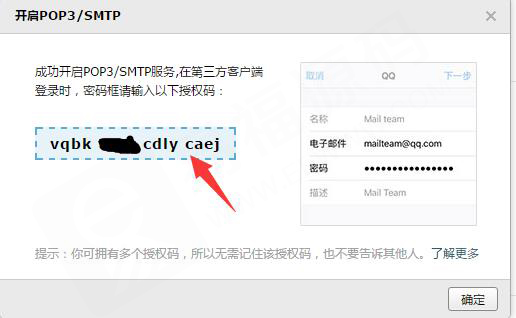 开启POP3/SMTP
成功开启POP3/SMTP服务,在第三方客户端
登录时，密码框请输入以下授权码：
vqbk cdly caej
取消 QQ 下一步
名称 Mail team
电子邮件 mailteam@qq.com
密码 ●●●●●●●●●●●●●●●
描述 Mail Team
提示：你可拥有多个授权码，所以无需记住该授权码，也不要告诉其他人。了解更多
确定